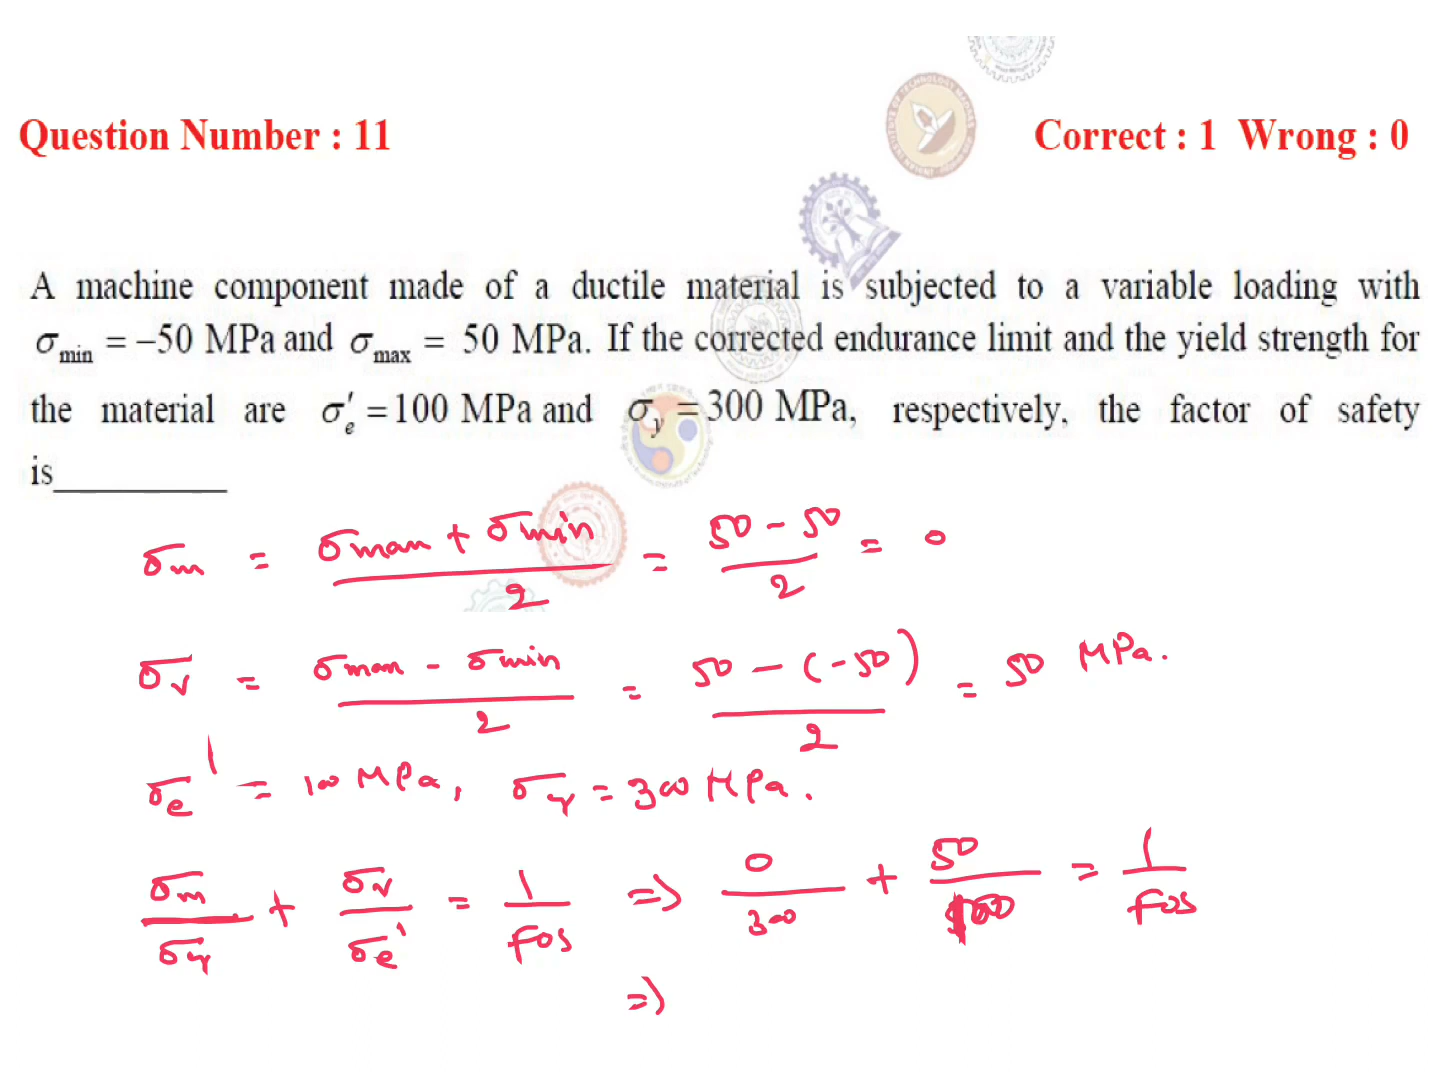 Question Number : 11 Correct : 1 Wrong : 0
A machine component made of a ductile material is subjected to a variable loading with
σmin = −50 MPa and σmax = 50 MPa. If the corrected endurance limit and the yield strength for
the material are σ′e = 100 MPa and σy = 300 MPa, respectively, the factor of safety
is__________
σm = σmax + σmin / 2 = 50 - 50 / 2 = 0
σv = σmax - σmin / 2 = 50 - (-50) / 2 = 50 MPa.
σe' = 100 MPa, σy = 300 MPa.
σm / σy + σv / σe' = 1 / FOS => 0 / 300 + 50 / 100 = 1 / FOS
=>